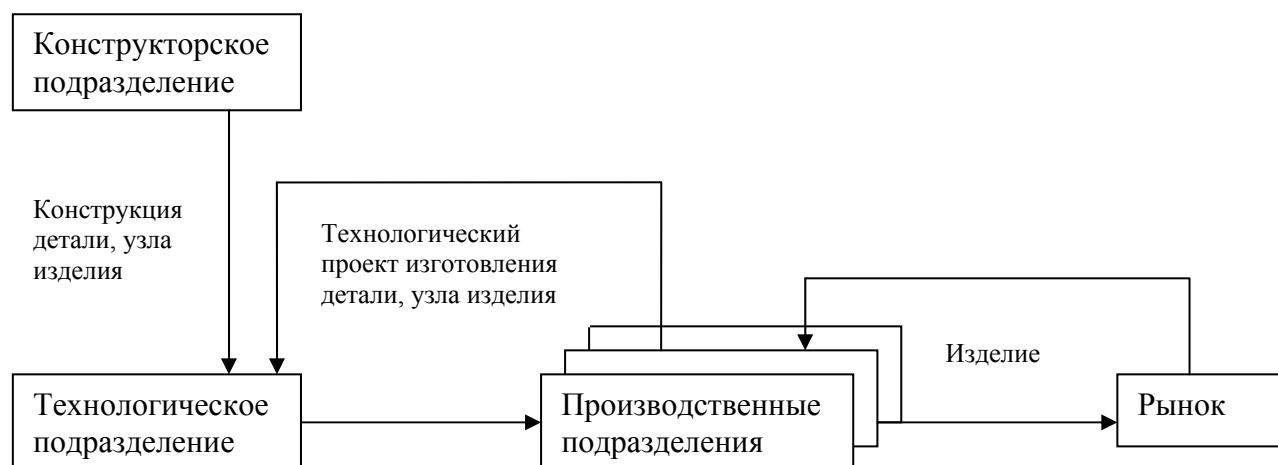 Конструкторское
подразделение
Конструкция
детали, узла
изделия
Технологический
проект изготовления
детали, узла изделия
Изделие
Технологическое
подразделение
Производственные
подразделения
Рынок